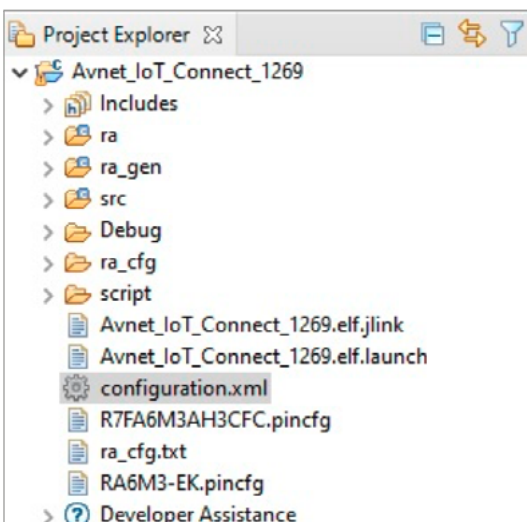 Project Explorer
Avnet_IoT_Connect_1269
Includes
ra
ra_gen
src
Debug
ra_cfg
script
Avnet_IoT_Connect_1269.elf.jlink
Avnet_IoT_Connect_1269.elf.launch
configuration.xml
R7FA6M3AH3CFC.pincfg
ra_cfg.txt
RA6M3-EK.pincfg
Developer Assistance